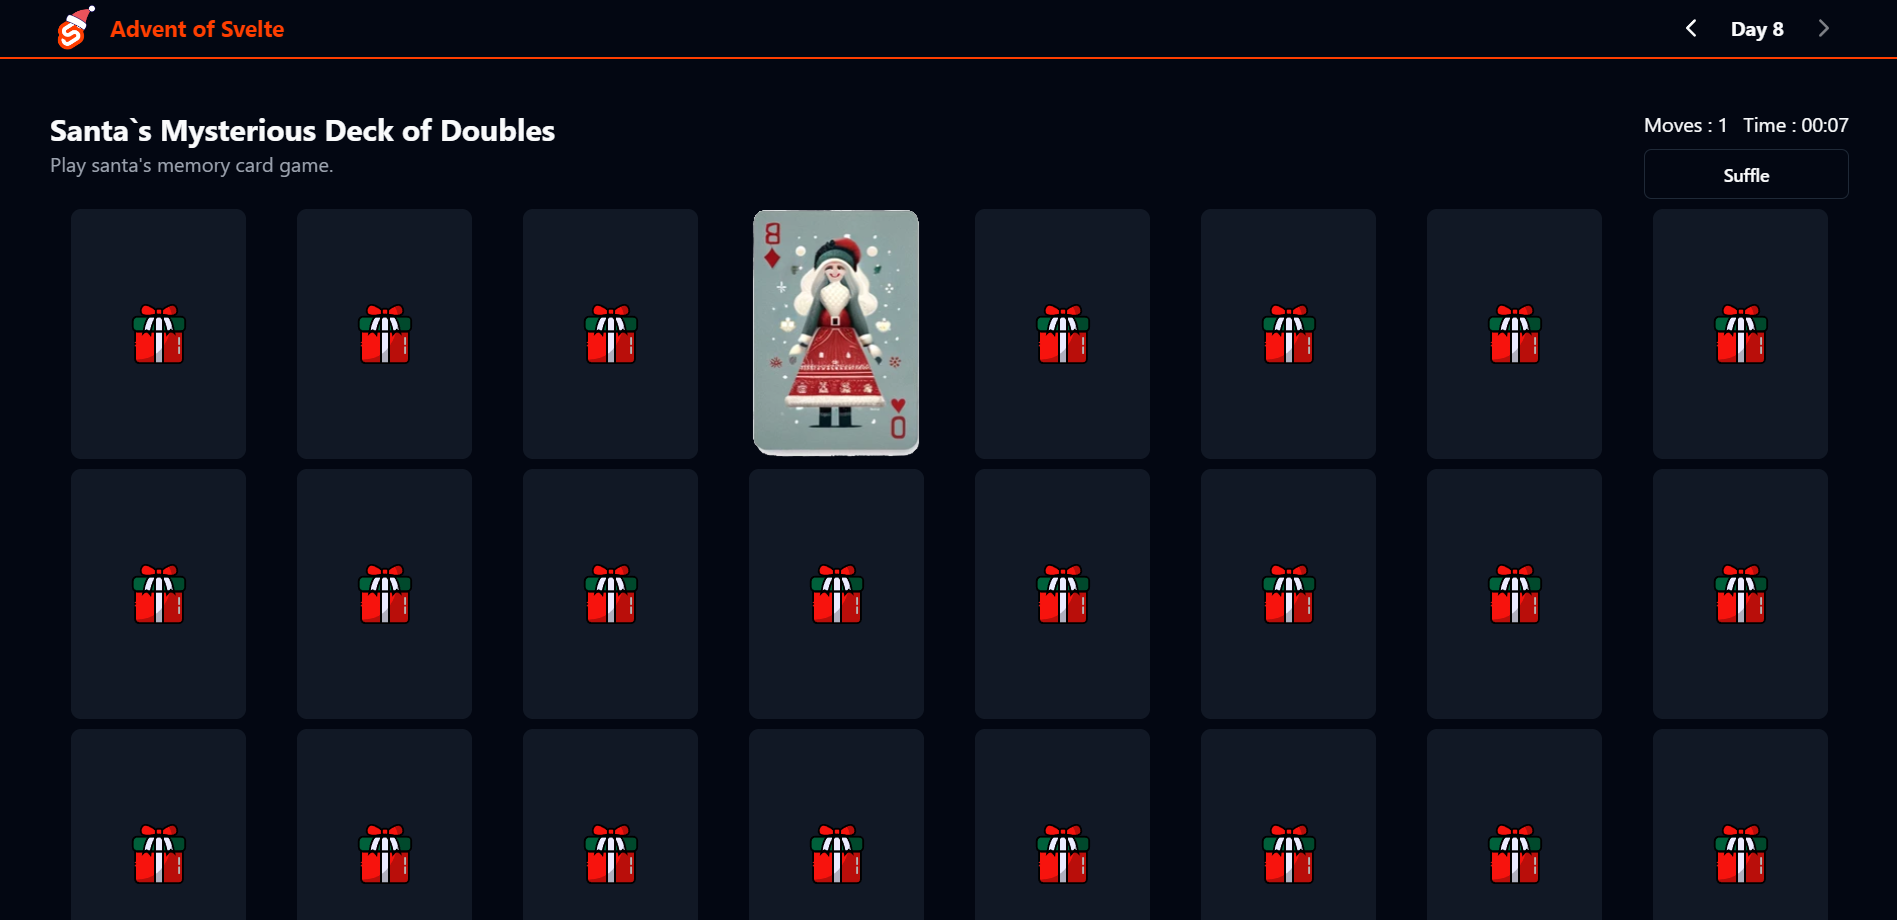 Advent of Svelte
Day 8
Santa`s Mysterious Deck of Doubles
Play santa's memory card game.
Moves : 1 Time : 00:07
Suffle
8
0